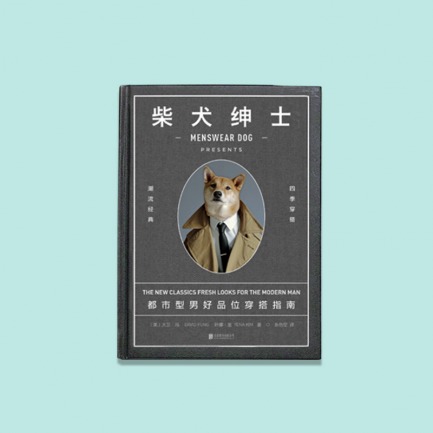 柴犬绅士
MENSWEAR DOG
PRESENTS
潮流经典
四季穿搭
THE NEW CLASSICS FRESH LOOKS FOR THE MODERN MAN
都市型男好品位穿搭指南